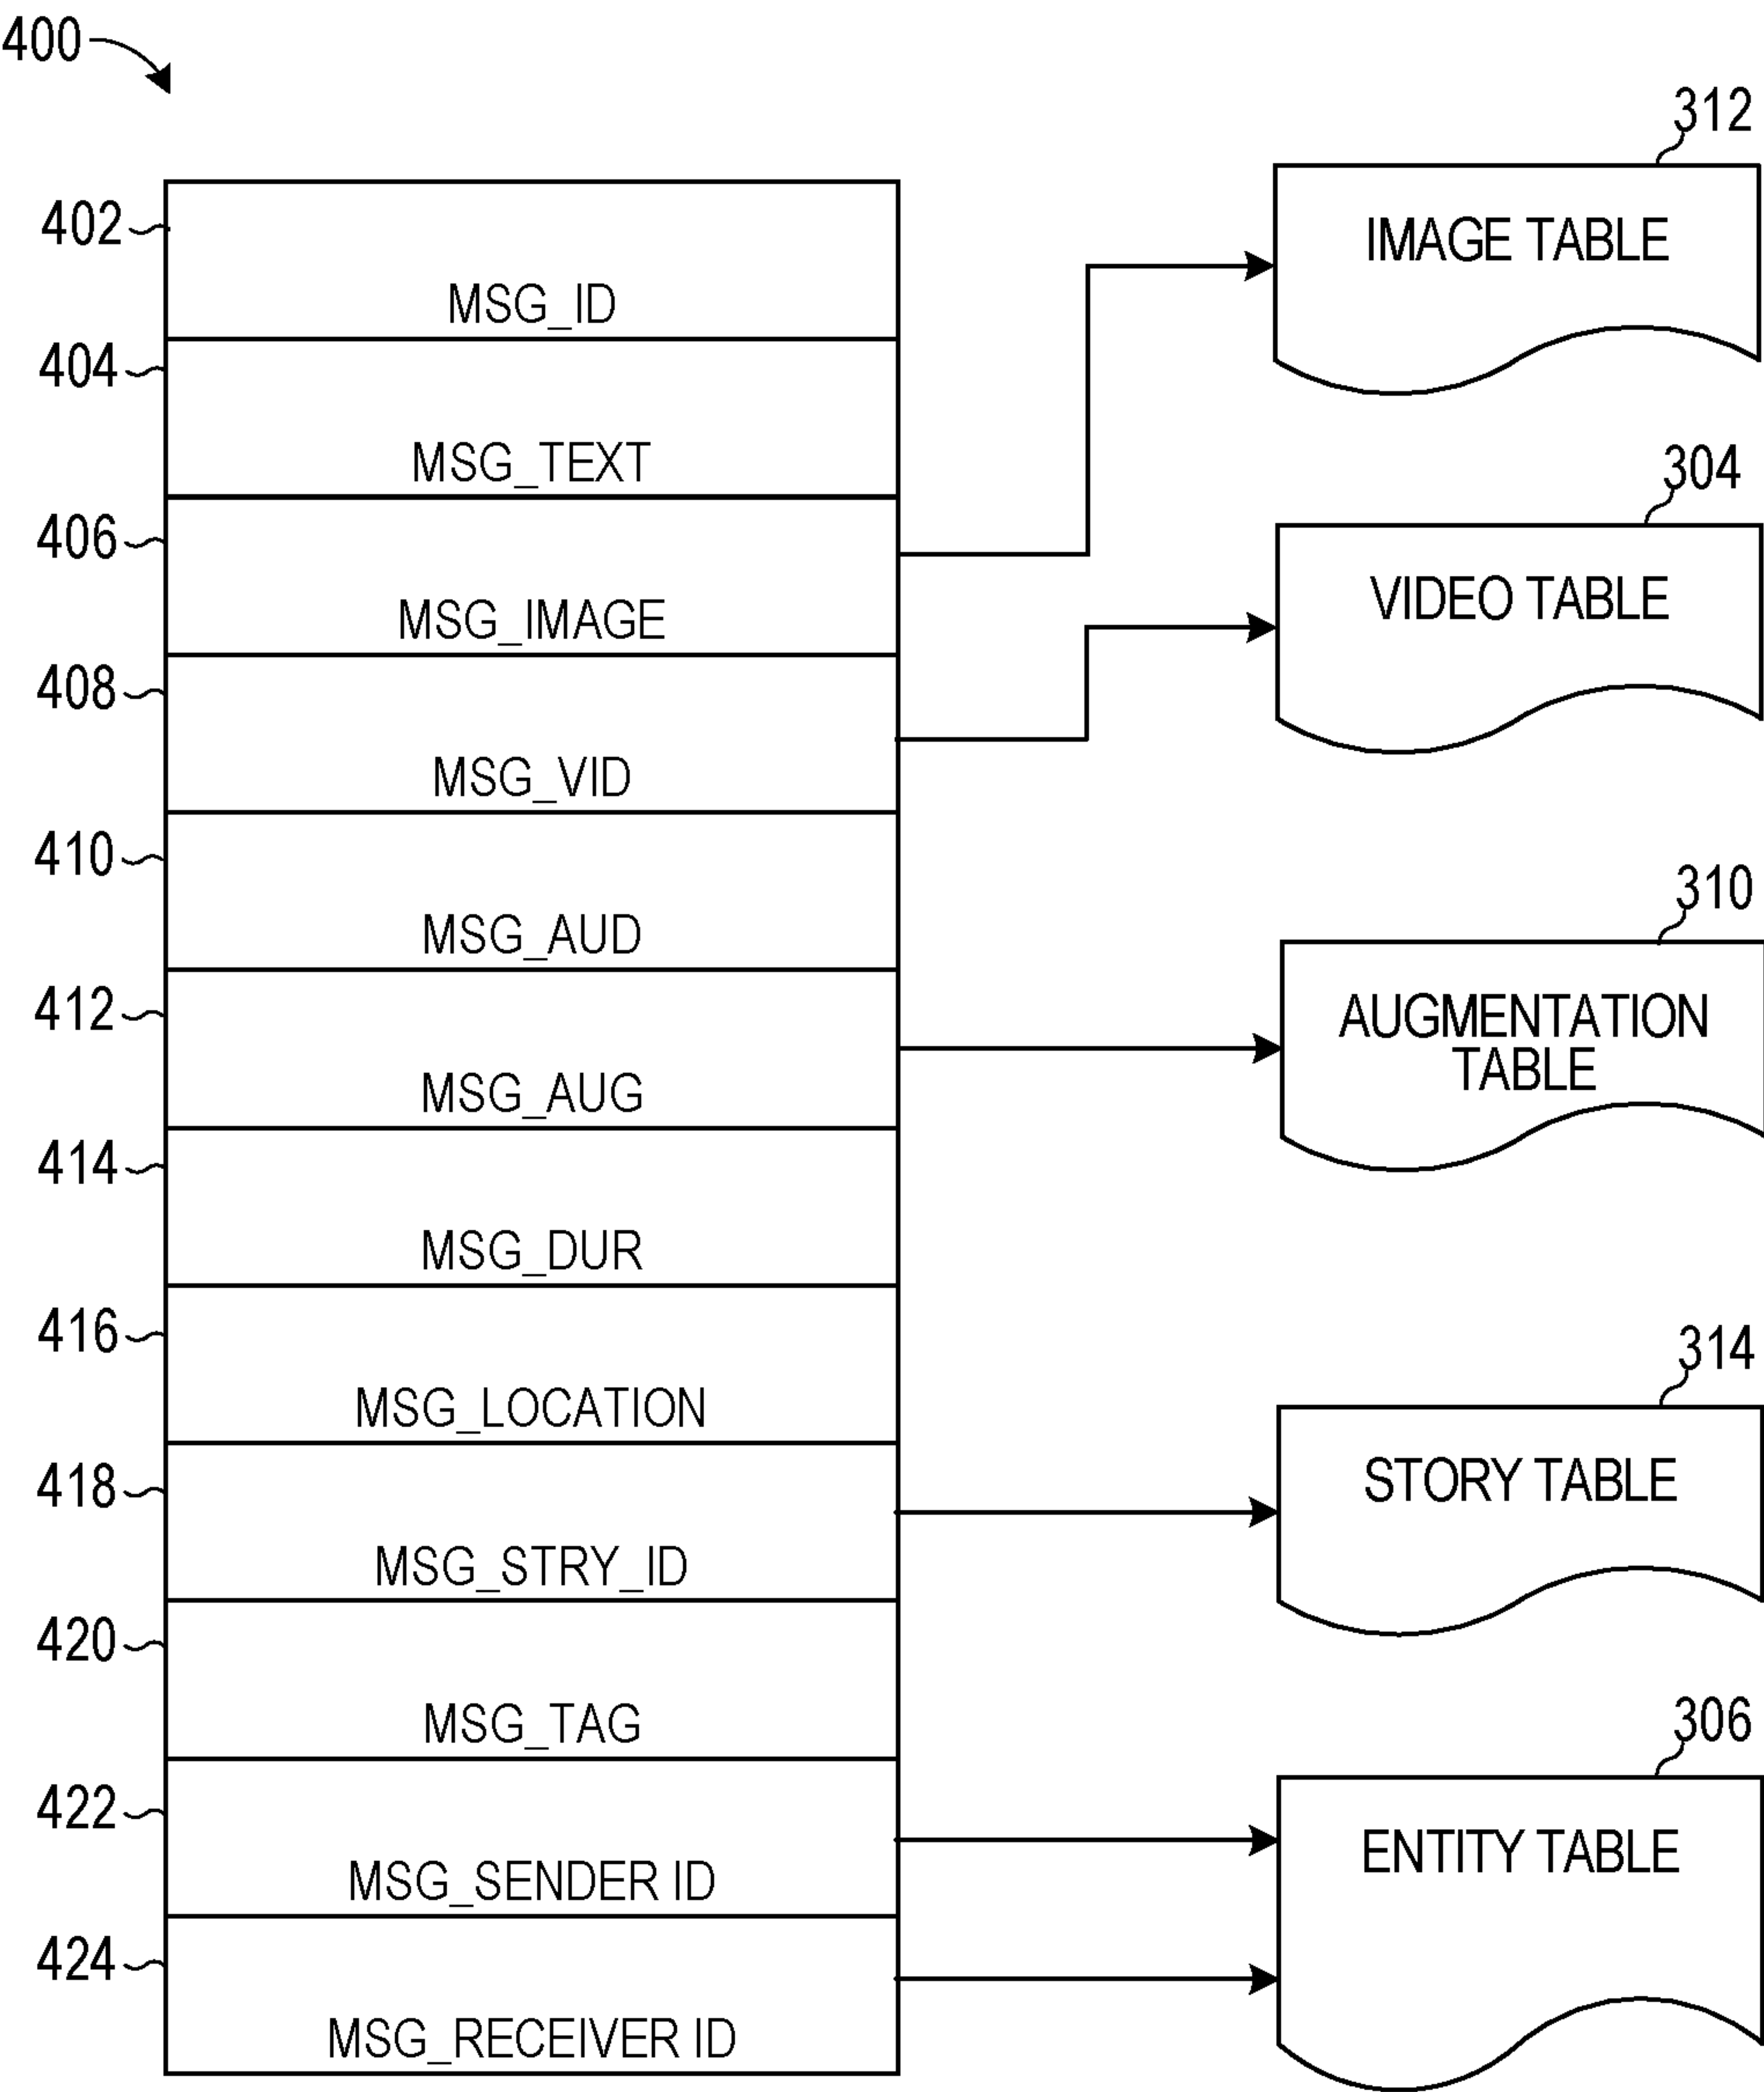 400
402
MSG_ID
404
MSG_TEXT
406
MSG_IMAGE
408
MSG_VID
410
MSG_AUD
412
MSG_AUG
414
MSG_DUR
416
MSG_LOCATION
418
MSG_STRY_ID
420
MSG_TAG
422
MSG_SENDER ID
424
MSG_RECEIVER ID
312
IMAGE TABLE
304
VIDEO TABLE
310
AUGMENTATION
TABLE
314
STORY TABLE
306
ENTITY TABLE